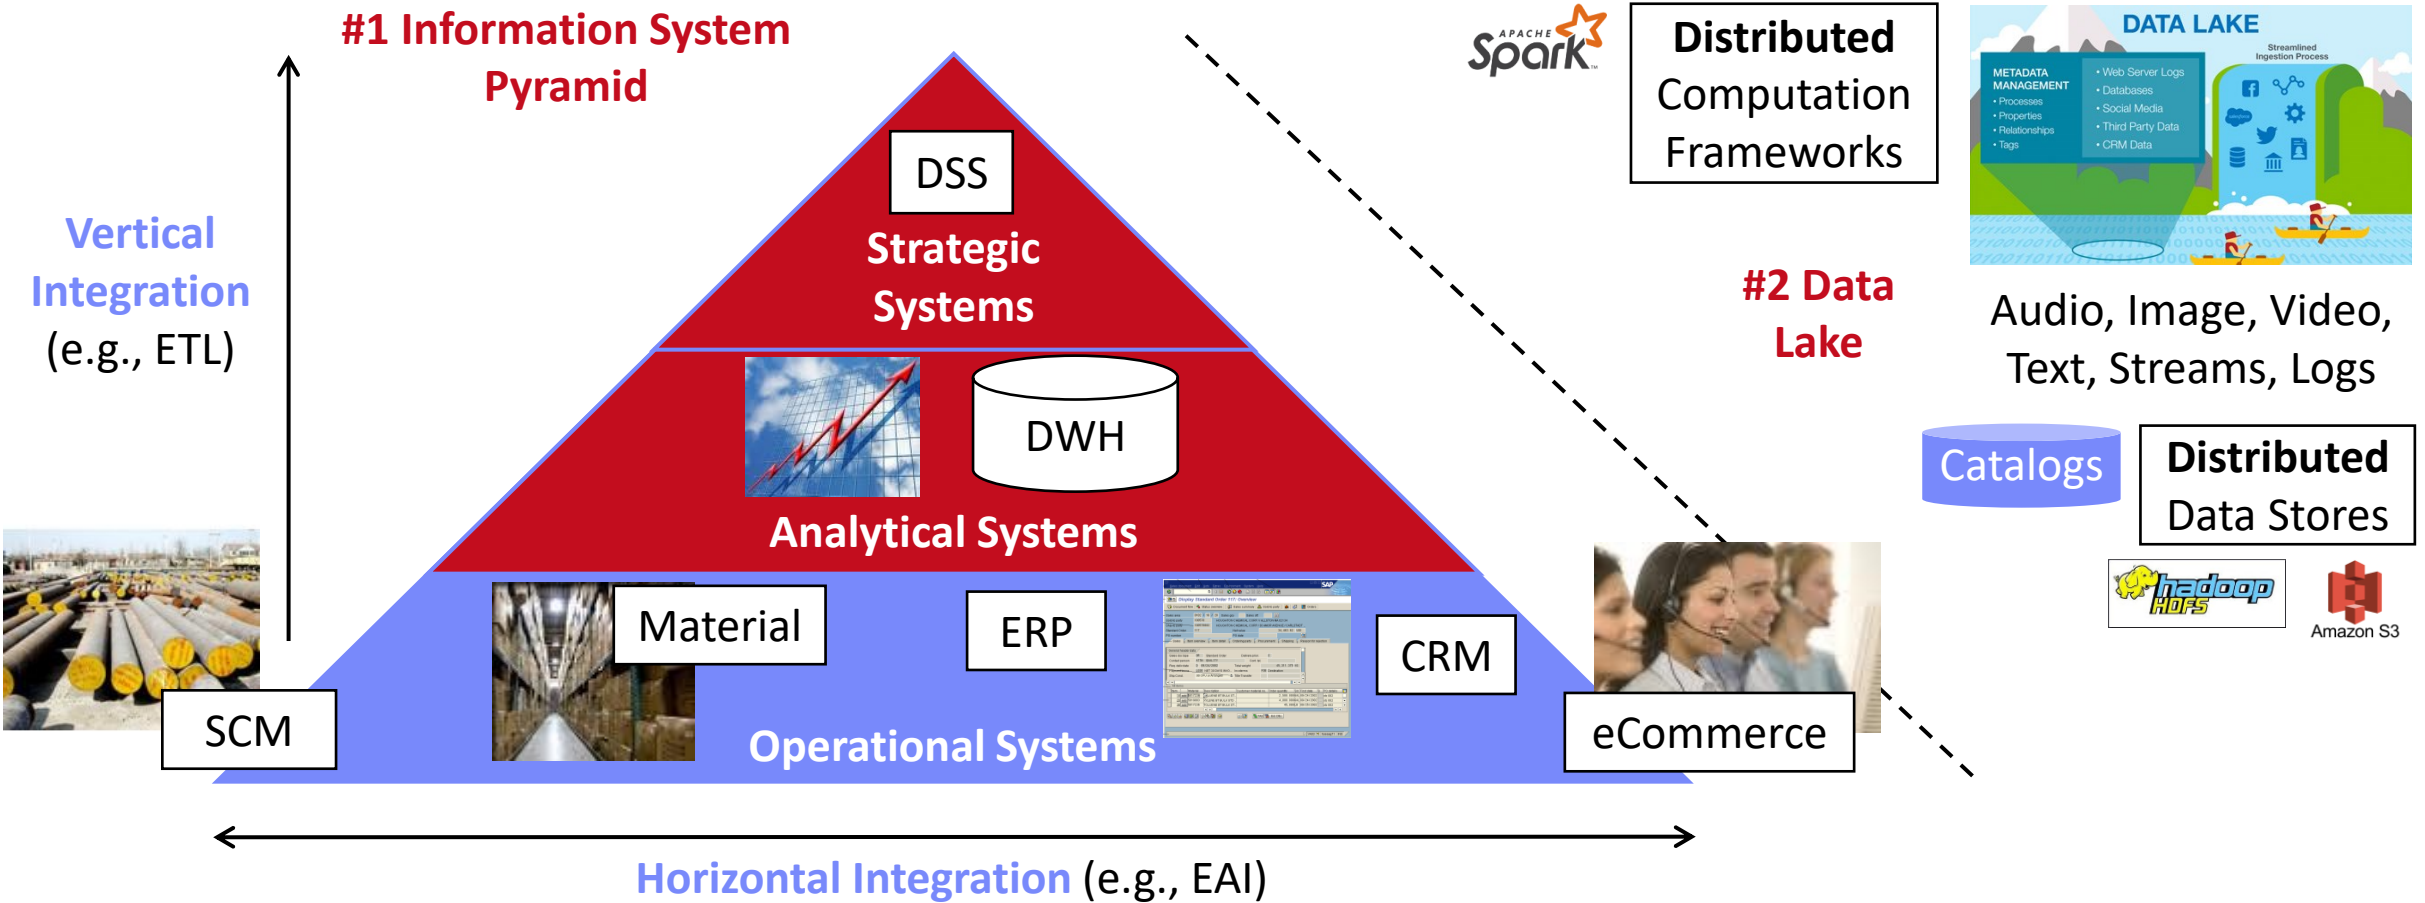 #1 Information System
Pyramid
APACHE
Spark
Distributed
Computation
Frameworks
DATA LAKE
Streamlined
Ingestion Process
METADATA
MANAGEMENT
• Processes
• Properties
• Relationships
• Tags
• Web Server Logs
• Databases
• Social Media
• Third Party Data
• CRM Data
DSS
Strategic
Systems
Vertical
Integration
(e.g., ETL)
#2 Data
Lake
Audio, Image, Video,
Text, Streams, Logs
DWH
Analytical Systems
Catalogs
Distributed
Data Stores
hadoop
HDFS
Amazon S3
Material
ERP
SAP
CRM
SCM
Operational Systems
eCommerce
Horizontal Integration (e.g., EAI)